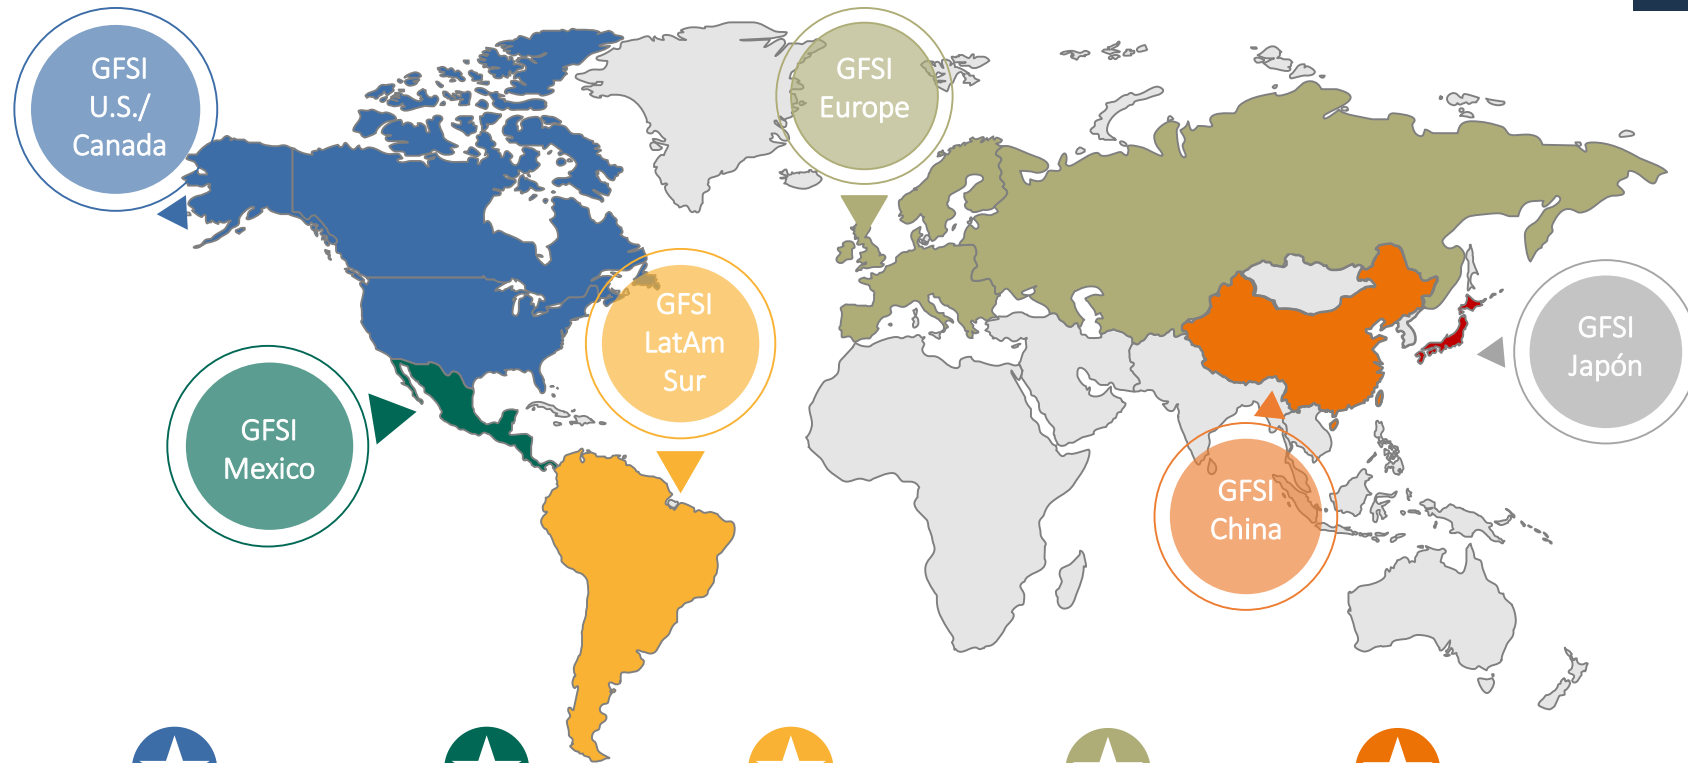 GFSI
U.S./
Canada
GFSI
Europe
GFSI
LatAm
Sur
GFSI
Japón
GFSI
Mexico
GFSI
China